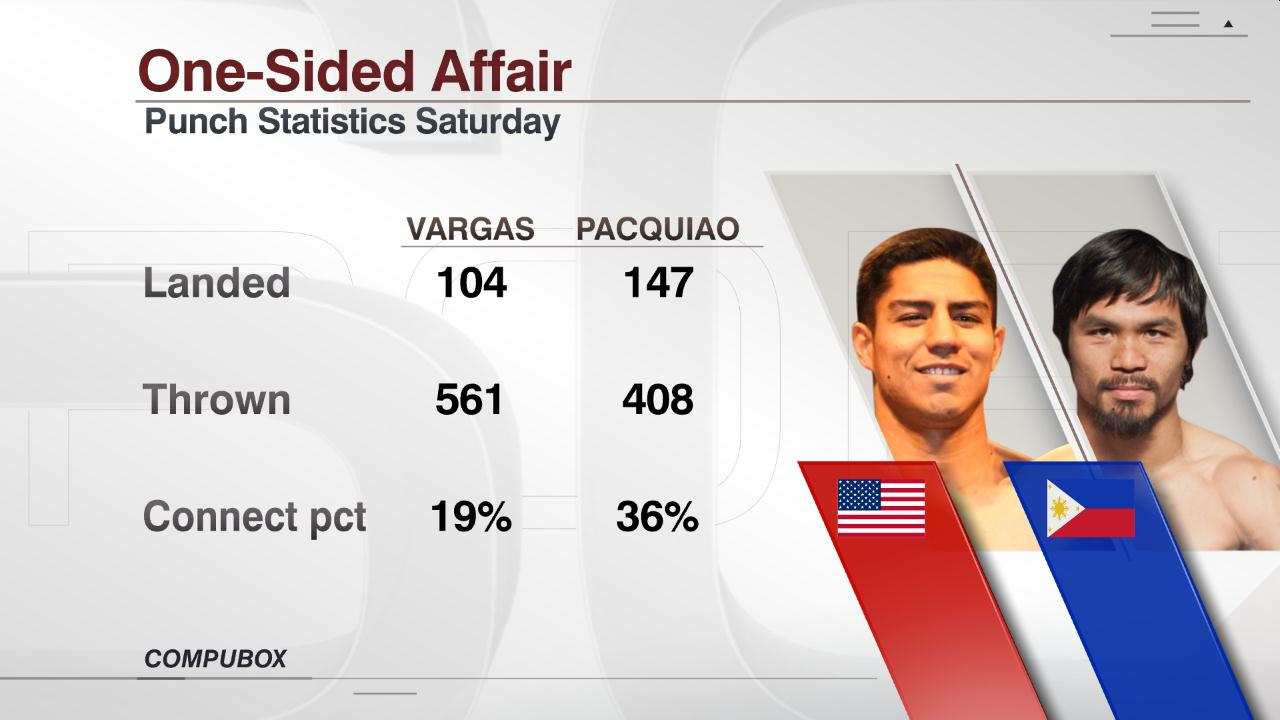 One-Sided Affair
Punch Statistics Saturday
VARGAS PACQUIAO
Landed 104 147
Thrown 561 408
Connect pct 19% 36%
COMPUBOX